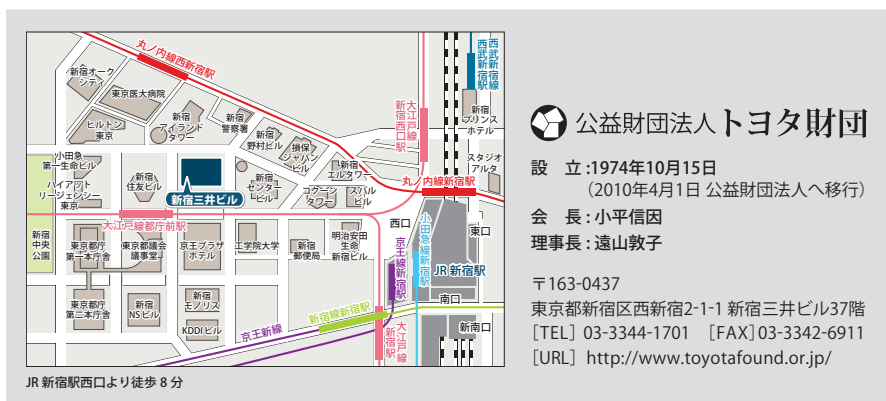 丸ノ内線西新宿駅
西武新宿線
西武新宿駅
新宿オーク
シティ
東京医大病院
大江戸線
新宿西口駅
新宿
プリンス
ホテル
ヒルトン
東京
新宿
アイランド
タワー
新宿
警察署
新宿
野村ビル
損保
ジャパン
ビル
新宿
エルタワー
スタジオ
アルタ
小田急
第一生命ビル
ハイアット
リージェンシー
東京
新宿
住友ビル
新宿三井ビル
新宿
センター
ビル
コクーン
タワー
スバル
ビル
丸ノ内線新宿駅
大江戸線都庁前駅
新宿
中央
公園
東京都庁
第一本庁舎
東京都議会
議事堂
京王プラザ
ホテル
工学院大学
新宿
郵便局
明治安田
生命
新宿ビル
西口
京王線新宿駅
小田急線新宿駅
東口
JR 新宿駅
東京都庁
第二本庁舎
新宿
NSビル
新宿
モノリス
KDDIビル
南口
新宿線新宿駅
京王新線
大江戸線
新宿駅
新南口
JR 新宿駅西口より徒歩 8 分
公益財団法人トヨタ財団
設　立:1974年10月15日
（2010年4月1日 公益財団法人へ移行）
会　長:小平信因
理事長:遠山敦子
〒163-0437
東京都新宿区西新宿2-1-1 新宿三井ビル37階
［TEL］03-3344-1701　［FAX］03-3342-6911
［URL］http://www.toyotafound.or.jp/